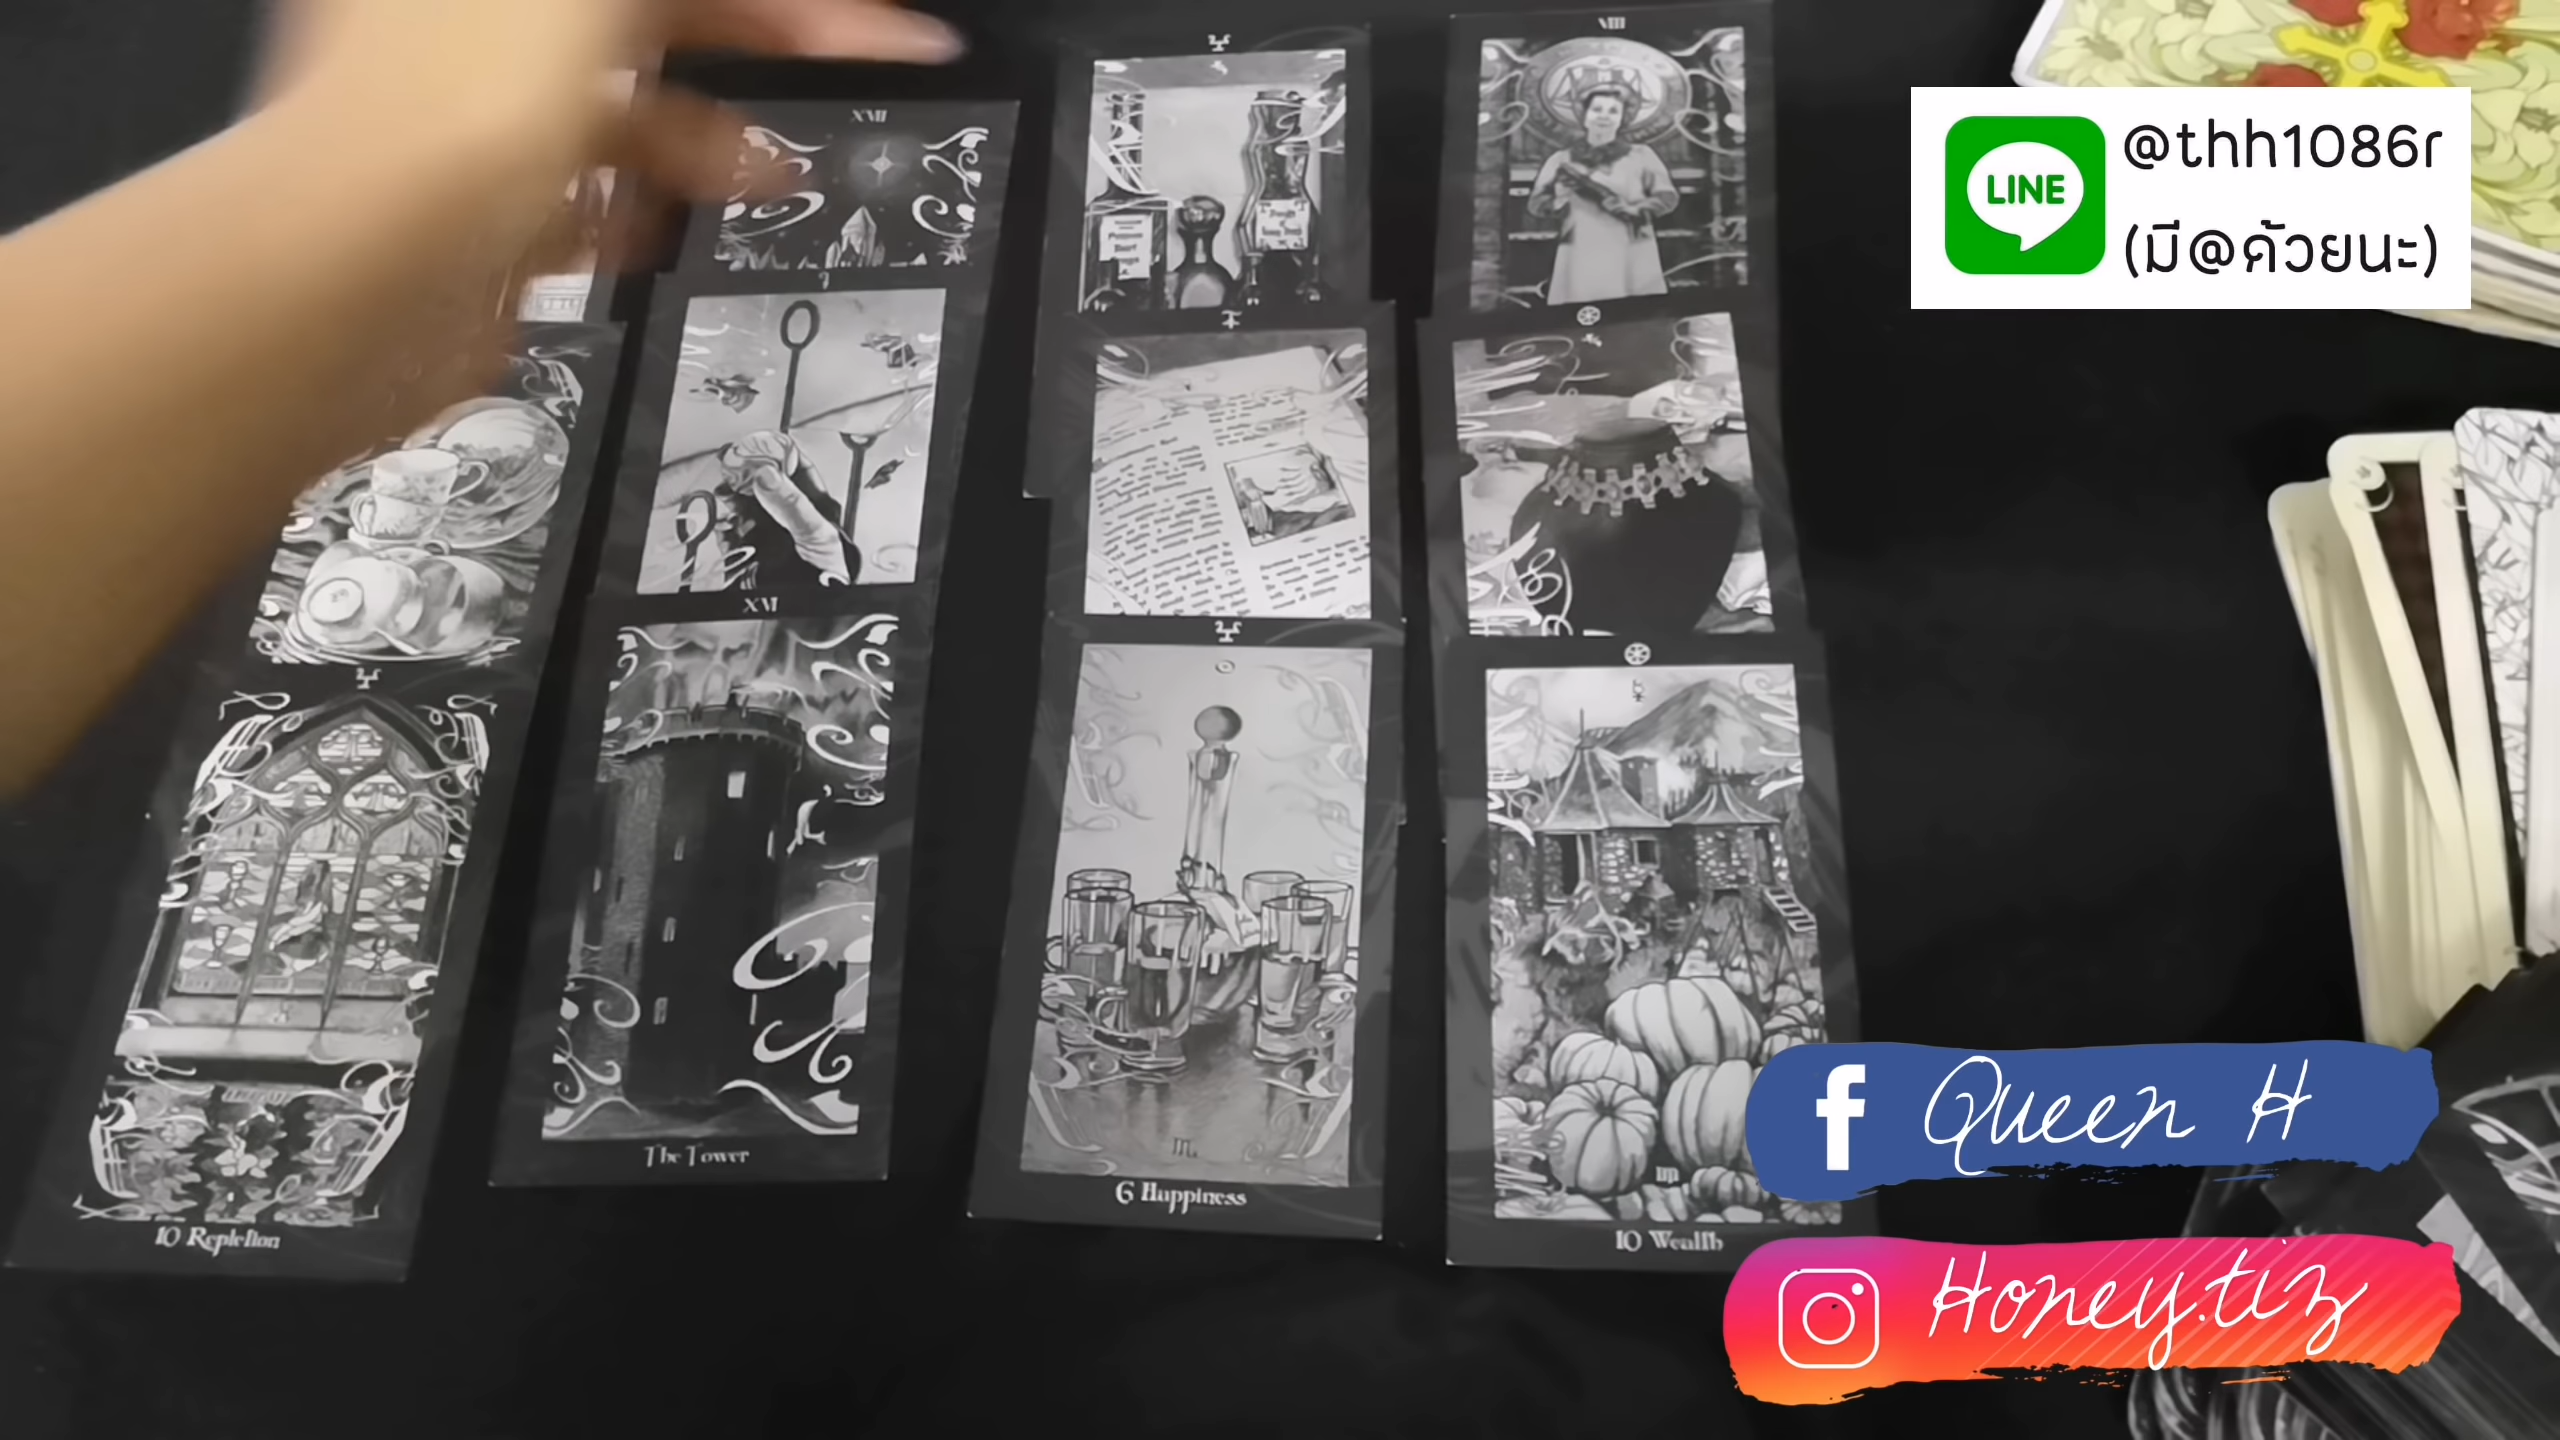 VIII
XVII
LINE
@thh1086r
(มี@ด้วยนะ)
XVI
The Tower
6 Happiness
10 Repletion
10 Wealth
Queen H
Honey.tiz